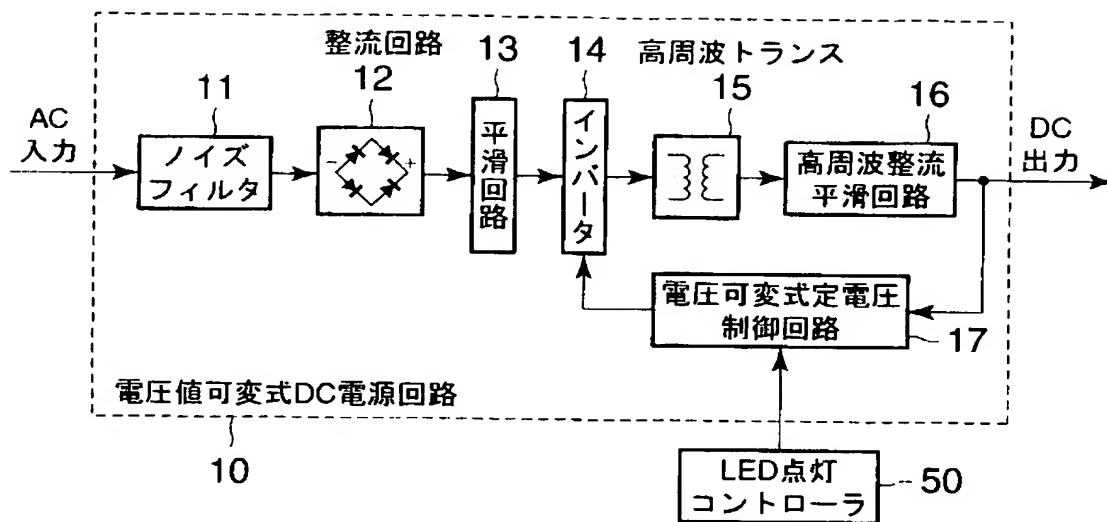 整流回路
12
13
14
高周波トランス
15
11
16
AC
入力
ノイズ
フィルタ
平滑回路
インバータ
高周波整流
平滑回路
DC
出力
電圧可変式定電圧
制御回路
17
電圧値可変式DC電源回路
10
LED点灯
コントローラ
50